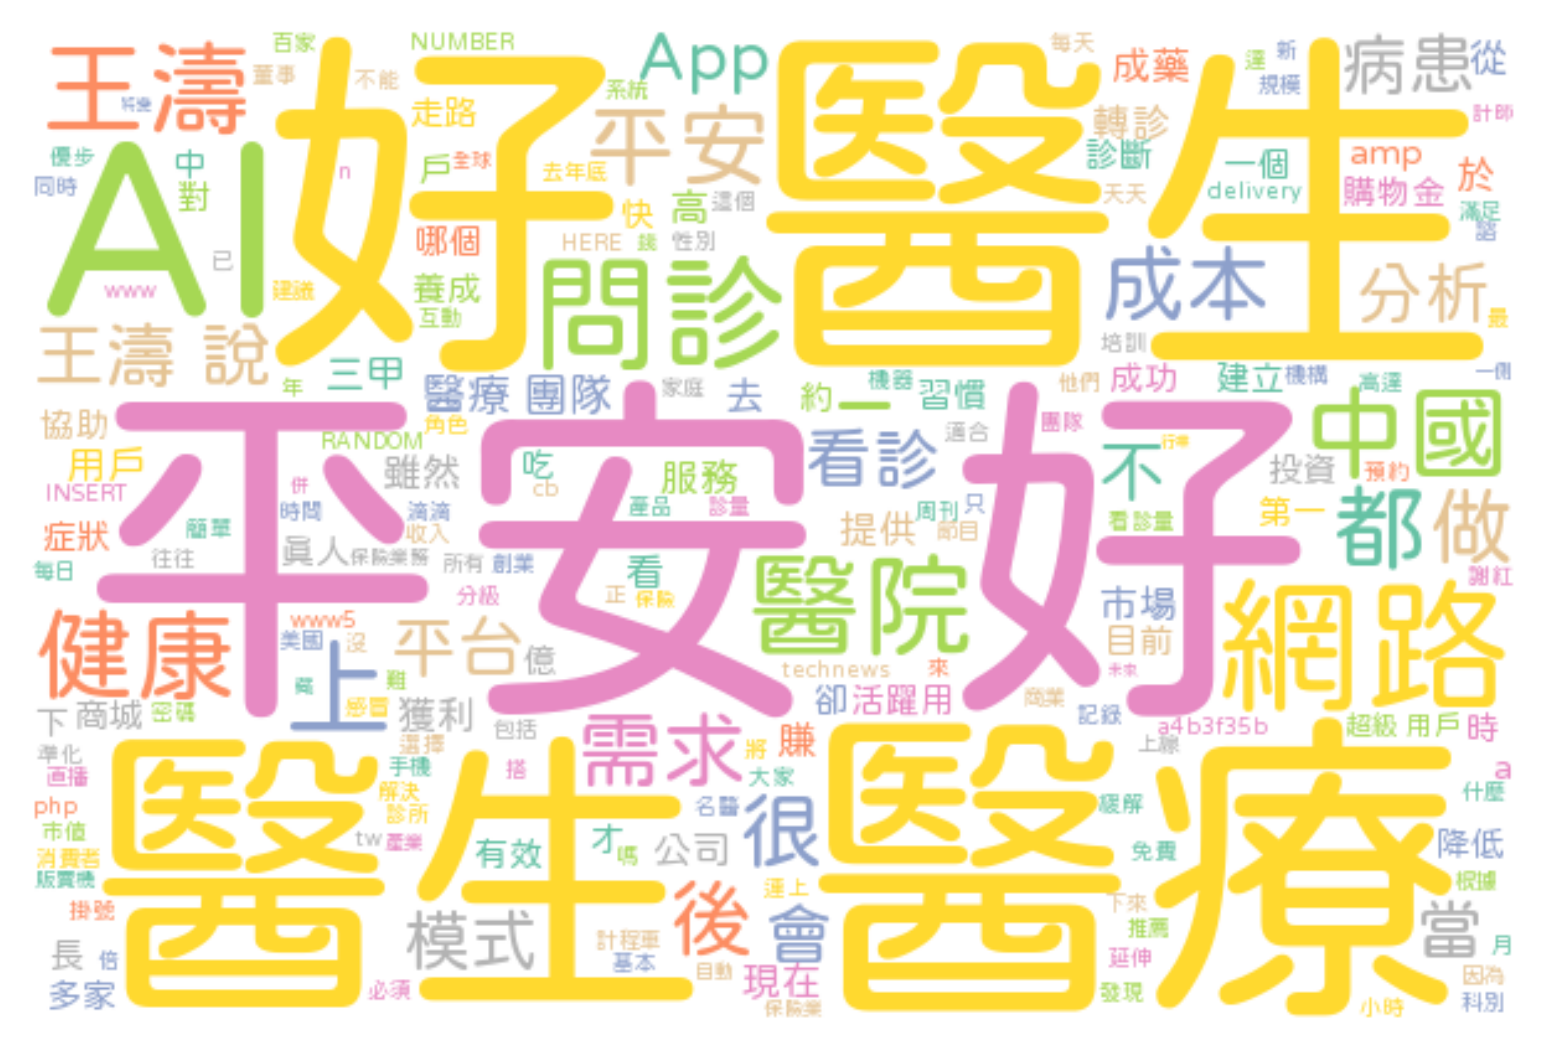 王濤
百家
NUMBER
App
每天
成藥
達
新
病患
從
董事
不能
系統
規模
好
醫生
走路
平安
轉診
計師
優步
中
AI
戶
全球
去年底
診斷
一個
amp
於
同時
對
n
快
高
這個
天天
delivery
購物金
滿足
諮
已
哪個
HERE
錢
性別
問診
成本
分析
www
建議
養成
互動
最
王濤 說
培訓
年
三甲
醫療 團隊
家庭
去
約一
機器
習慣
他們
成功
建立
機構
高達
一側
協助
平安好
RANDOM
角色
看診
適合
團隊
不
中國
用戶
雖然
吃
服務
投資
預約
INSERT
併
cb
產品
診量
周刊
只
第一
都
做
症狀
簡單
時間
滴滴
收入
提供
節目
看診量
每日
往往
真人
保險業務
所有
創業
看
醫院
謝紅
分級
正
保險
市場
網路
健康
www5
美國
沒
平台
億
technews
來
目前
未來
上
窩
難
感冒
下
商城
獲利
包括
需求
卻
活躍用
商業
記錄
a4b3f35b
超級 用戶
時
準化
選擇
將
賺
上線
直播
醫生
手機
搭
大家
醫療
a
php
解決
診所
名醫
很
緩解
什麼
市值
tw
產業
有效
才
嗎
公司
免費
降低
消費者
販賣機
運上
根據
掛號
模式
計程車
後
會
下來
推薦
當
長
倍
基本
自動
現在
延伸
月
多家
必須
保險業
發現
因為
科別
小時